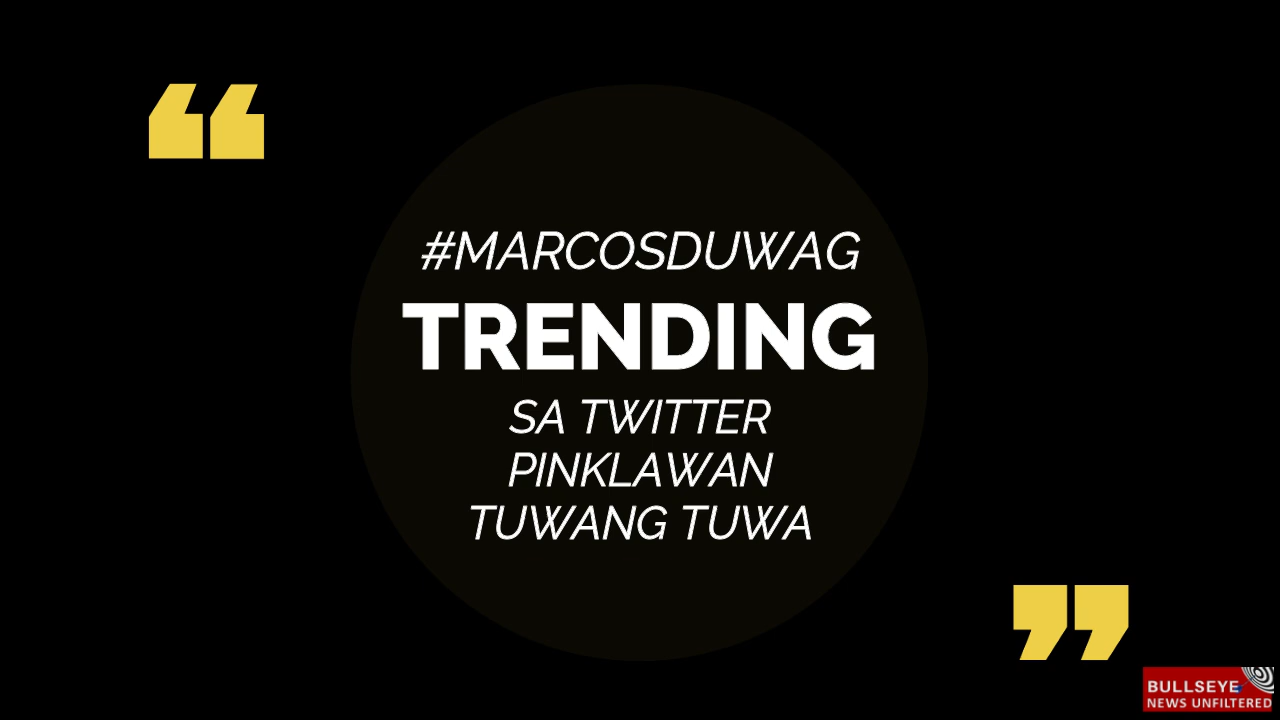 #MARCOSDUWAG
TRENDING
SA TWITTER
PINKLAWAN
TUWANG TUWA
BULLSEYE
NEWS UNFILTERED